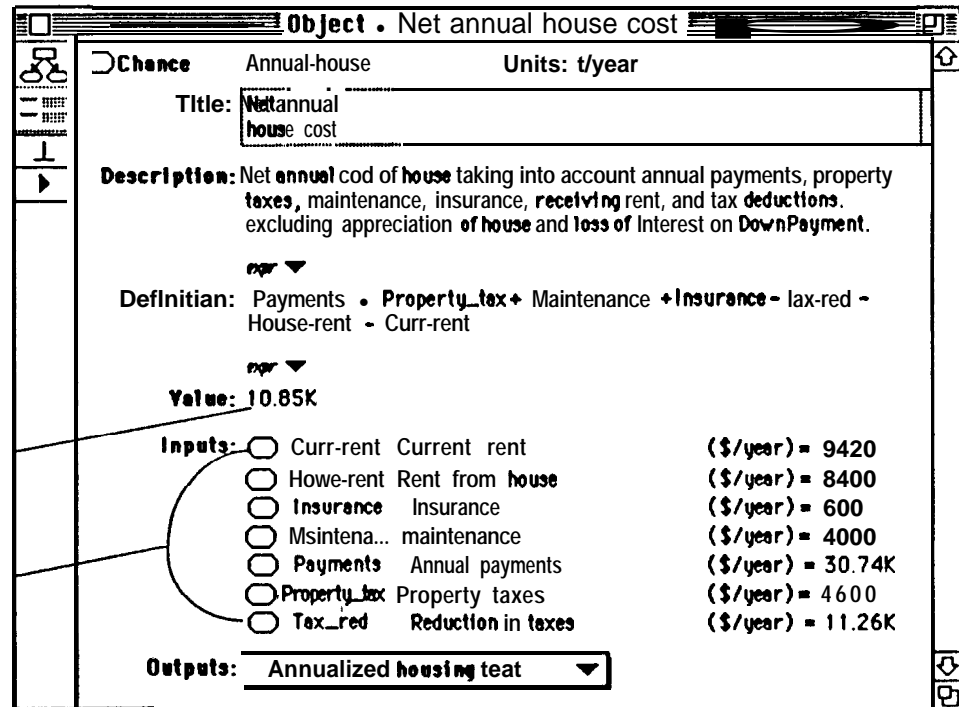 Object • Net annual house cost
Chance Annual-house Units: t/year
TItle: Net annual
house cost
Description: Net annual cod of house taking into account annual payments, property
taxes, maintenance, insurance, receiving rent, and tax deductions.
excluding appreciation of house and loss of Interest on DownPayment.
expr ▼
DefInitian: Payments • Property_tax + Maintenance + Insurance - Iax-red -
House-rent - Curr-rent
expr ▼
Value: 10.85K
Inputs: Curr-rent Current rent ($/year) = 9420
Howe-rent Rent from house ($/year) = 8400
Insurance Insurance ($/year) = 600
Msintena... maintenance ($/year) = 4000
Payments Annual payments ($/year) = 30.74K
Property_tax Property taxes ($/year) = 4600
Tax_red Reduction in taxes ($/year) = 11.26K
Outputs: Annualized housing teat ▼